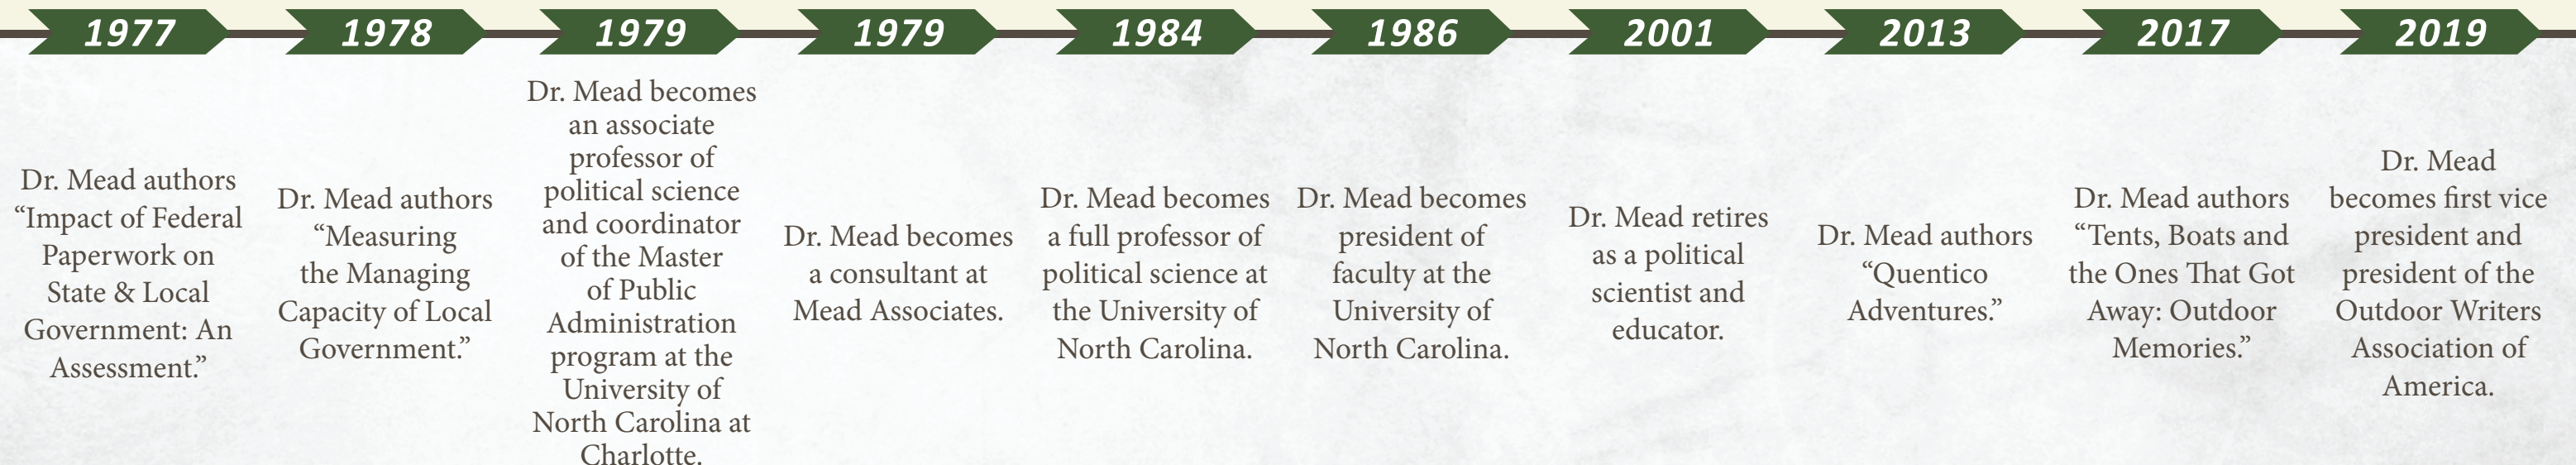 1977
Dr. Mead authors
“Impact of Federal
Paperwork on
State & Local
Government: An
Assessment.”
1978
Dr. Mead authors
“Measuring
the Managing
Capacity of Local
Government.”
1979
Dr. Mead becomes
an associate
professor of
political science
and coordinator
of the Master
of Public
Administration
program at the
University of
North Carolina at
Charlotte.
1979
Dr. Mead becomes
a consultant at
Mead Associates.
1984
Dr. Mead becomes
a full professor of
political science at
the University of
North Carolina.
1986
Dr. Mead becomes
president of
faculty at the
University of
North Carolina.
2001
Dr. Mead retires
as a political
scientist and
educator.
2013
Dr. Mead authors
“Quentico
Adventures.”
2017
Dr. Mead authors
“Tents, Boats and
the Ones That Got
Away: Outdoor
Memories.”
2019
Dr. Mead
becomes first vice
president and
president of the
Outdoor Writers
Association of
America.